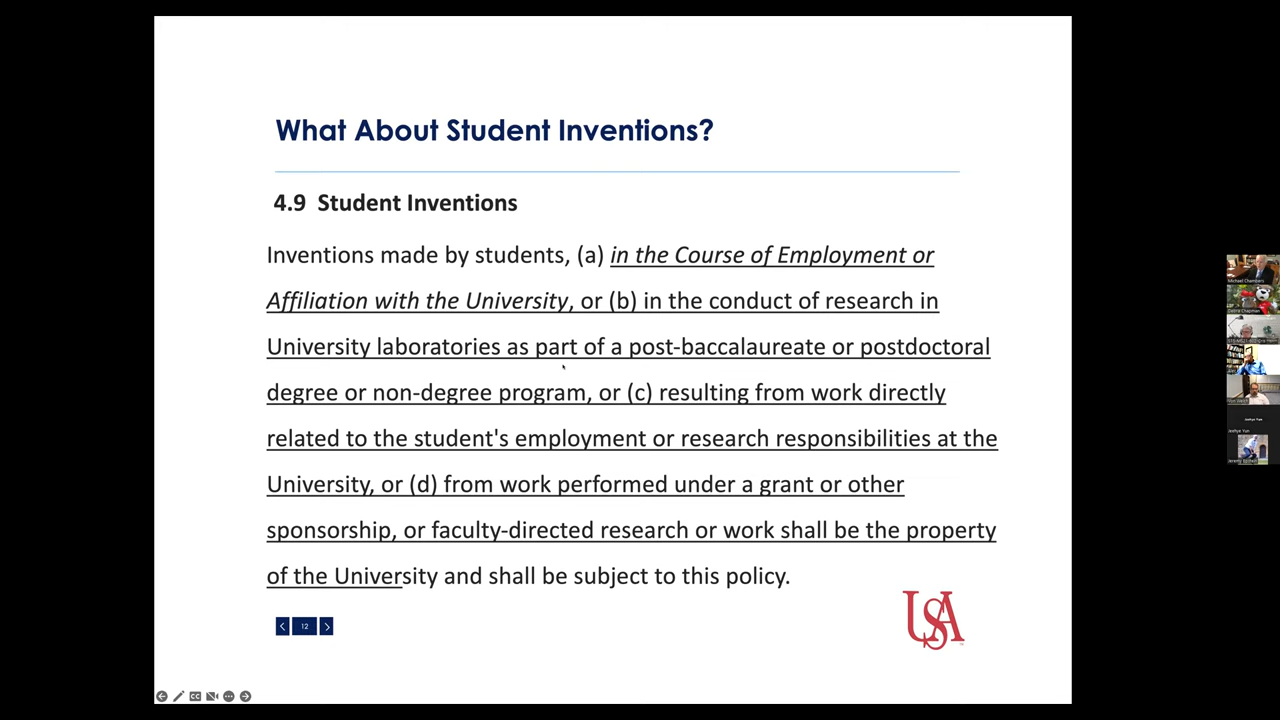 What About Student Inventions?
4.9 Student Inventions
Inventions made by students, (a) in the Course of Employment or
Affiliation with the University, or (b) in the conduct of research in
University laboratories as part of a post-baccalaureate or postdoctoral
degree or non-degree program, or (c) resulting from work directly
related to the student's employment or research responsibilities at the
University, or (d) from work performed under a grant or other
sponsorship, or faculty-directed research or work shall be the property
of the University and shall be subject to this policy.
12
USA
CC
Michael Chambers